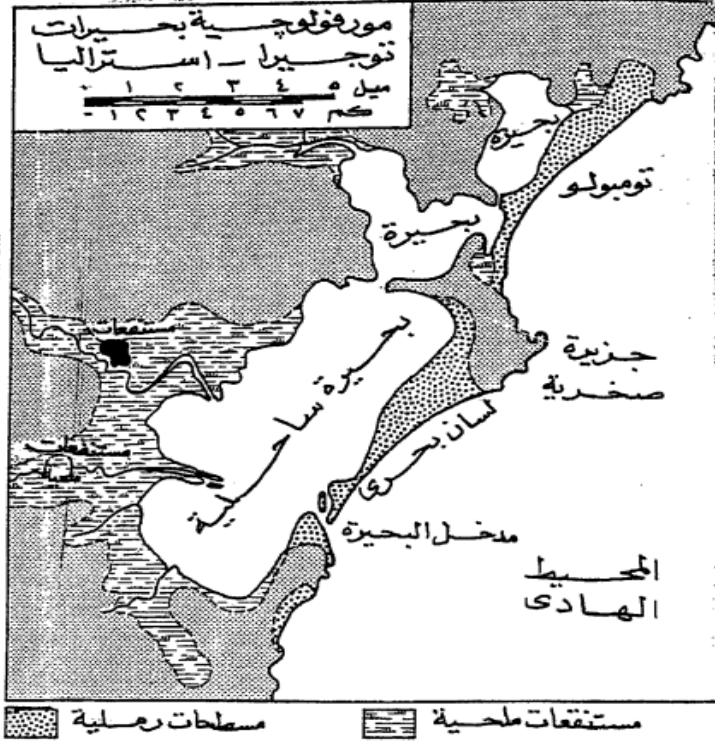 مورفولوجية بحيرات
توجيرا - استراليا
٠ ١ ٢ ٣ ٤ ٥ ميل
٠ ١ ٢ ٣ ٤ ٥ ٦ ٧ كم
بحيرة
تومبولو
بحيرة
مستنقعات
جزيرة
صخرية
بحيرة ساحلية
لسان بحرى
مستنقعات
ملحية
مدخل البحيرة
المحيط
الهادى
مسطحات رملية
مستنقعات ملحية